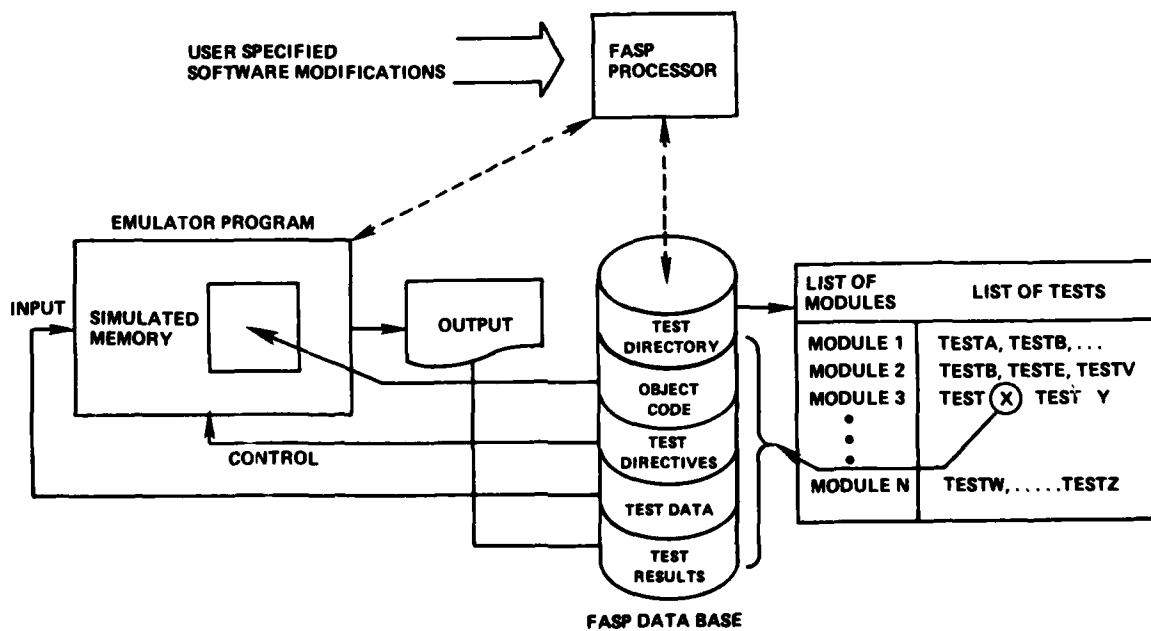 USER SPECIFIED
SOFTWARE MODIFICATIONS
FASP
PROCESSOR
EMULATOR PROGRAM
INPUT
SIMULATED
MEMORY
OUTPUT
CONTROL
TEST
DIRECTORY
OBJECT
CODE
TEST
DIRECTIVES
TEST DATA
TEST
RESULTS
FASP DATA BASE
LIST OF
MODULES
LIST OF TESTS
MODULE 1 TESTA, TESTB, ...
MODULE 2 TESTB, TESTE, TESTV
MODULE 3 TEST X TEST Y
MODULE N TESTW, .....TESTZ